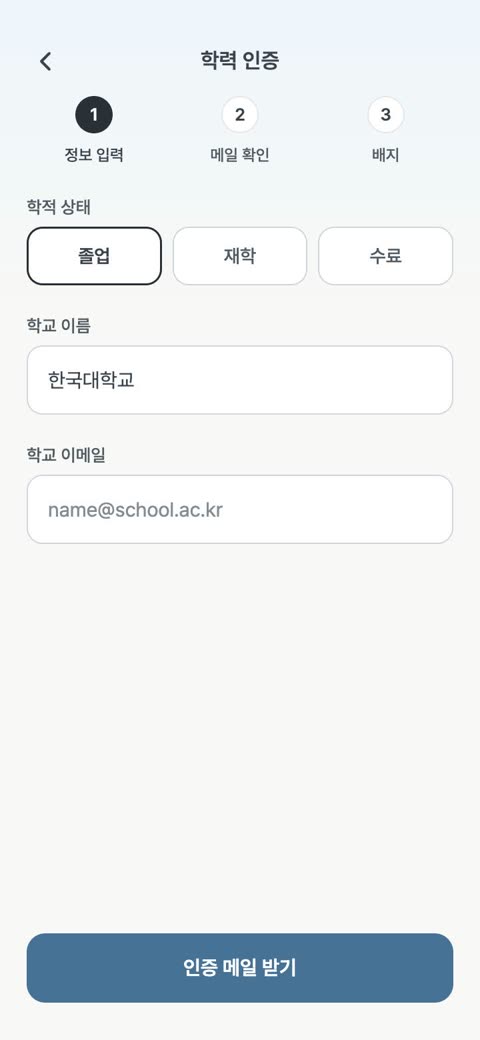 학력 인증
1
2
3
정보 입력
메일 확인
배지
학적 상태
졸업
재학
수료
학교 이름
한국대학교
학교 이메일
name@school.ac.kr
인증 메일 받기